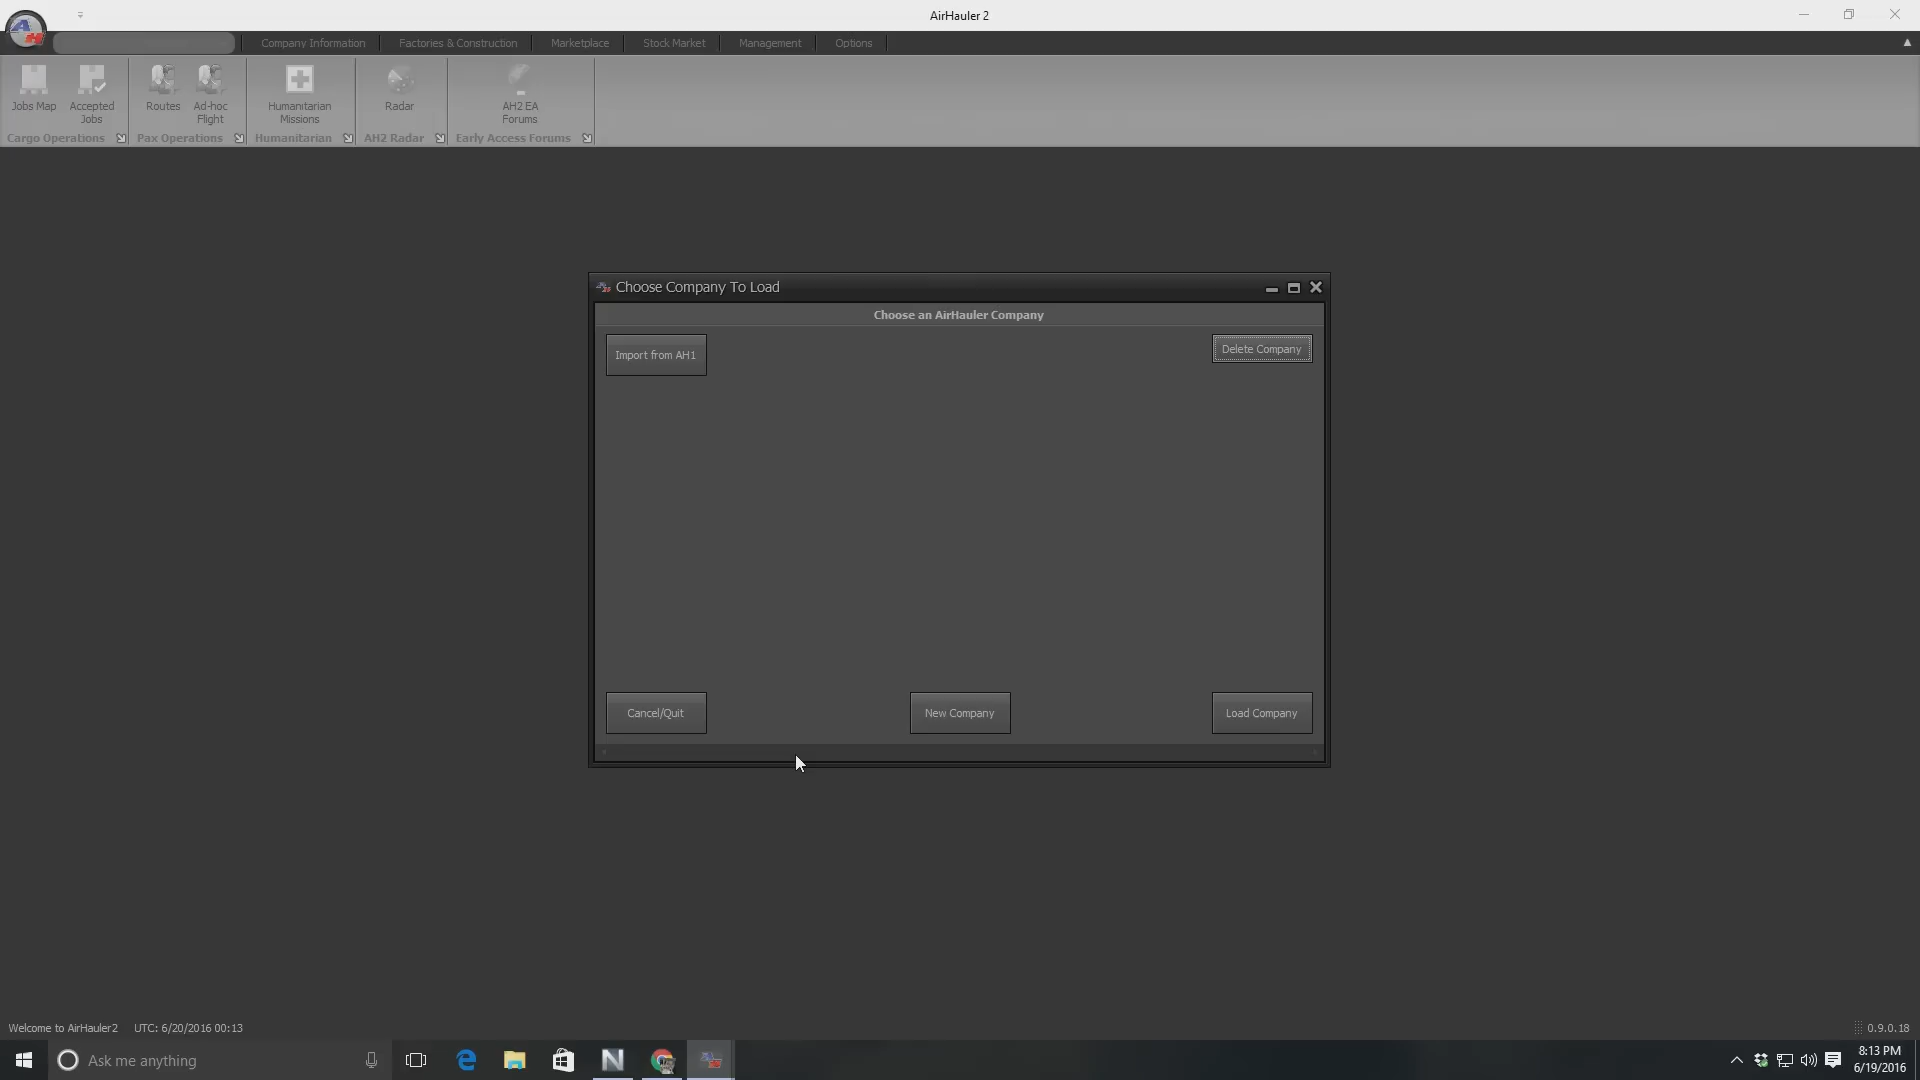 AirHauler 2
Company Information
Factories & Construction
Marketplace
Stock Market
Management
Options
Jobs Map
Accepted
Jobs
Routes
Ad-hoc
Flight
Humanitarian
Missions
Radar
AH2 EA
Forums
Cargo Operations
Pax Operations
Humanitarian
AH2 Radar
Early Access Forums
Choose Company To Load
Choose an AirHauler Company
Import from AH1
Delete Company
Cancel/Quit
New Company
Load Company
Welcome to AirHauler2
UTC: 6/20/2016 00:13
0.9.0.18
Ask me anything
8:13 PM
6/19/2016